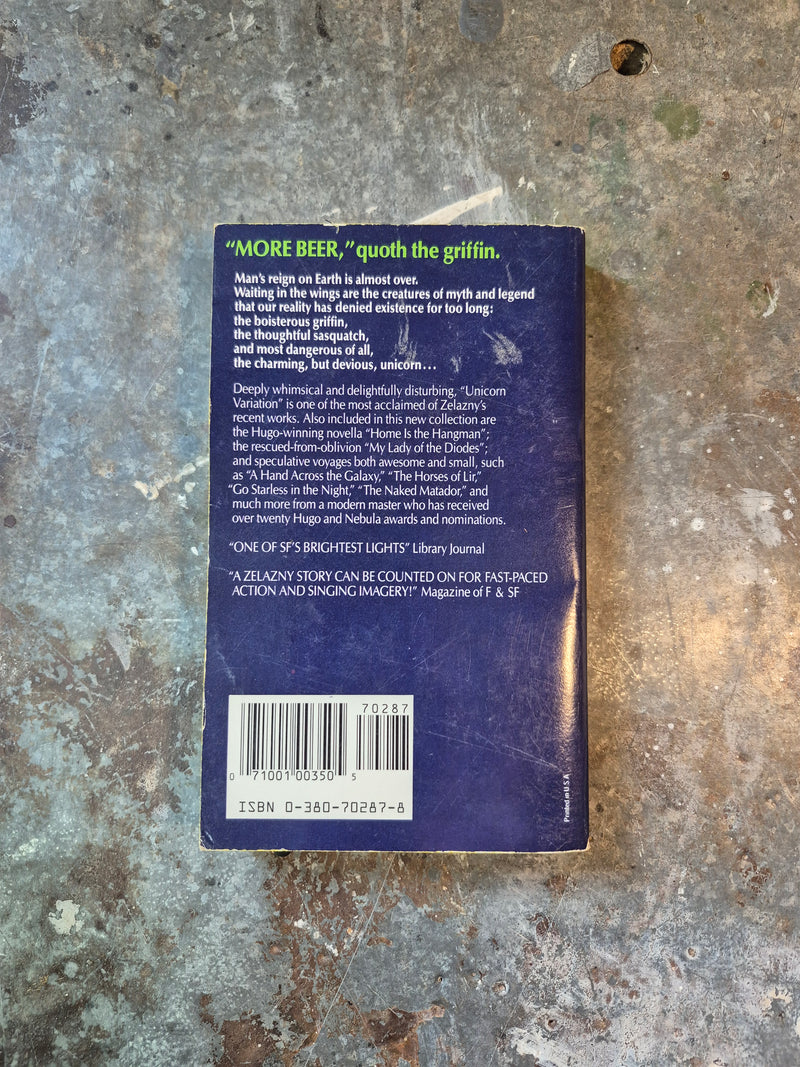 “MORE BEER,” quoth the griffin.
Man's reign on Earth is almost over.
Waiting in the wings are the creatures of myth and legend
that our reality has denied existence for too long:
the boisterous griffin,
the thoughtful sasquatch,
and most dangerous of all,
the charming, but devious, unicorn...
Deeply whimsical and delightfully disturbing, “Unicorn
Variation” is one of the most acclaimed of Zelazny's
recent works. Also included in this new collection are
the Hugo-winning novella “Home Is the Hangman”;
the rescued-from-oblivion “My Lady of the Diodes”;
and speculative voyages both awesome and small, such
as “A Hand Across the Galaxy,” “The Horses of Lir,”
“Go Starless in the Night,” “The Naked Matador,” and
much more from a modern master who has received
over twenty Hugo and Nebula awards and nominations.
“ONE OF SF'S BRIGHTEST LIGHTS” Library Journal
“A ZELAZNY STORY CAN BE COUNTED ON FOR FAST-PACED
ACTION AND SINGING IMAGERY!” Magazine of F & SF
70287
0 71001 00350 5
ISBN 0-380-70287-8
Printed in U.S.A.